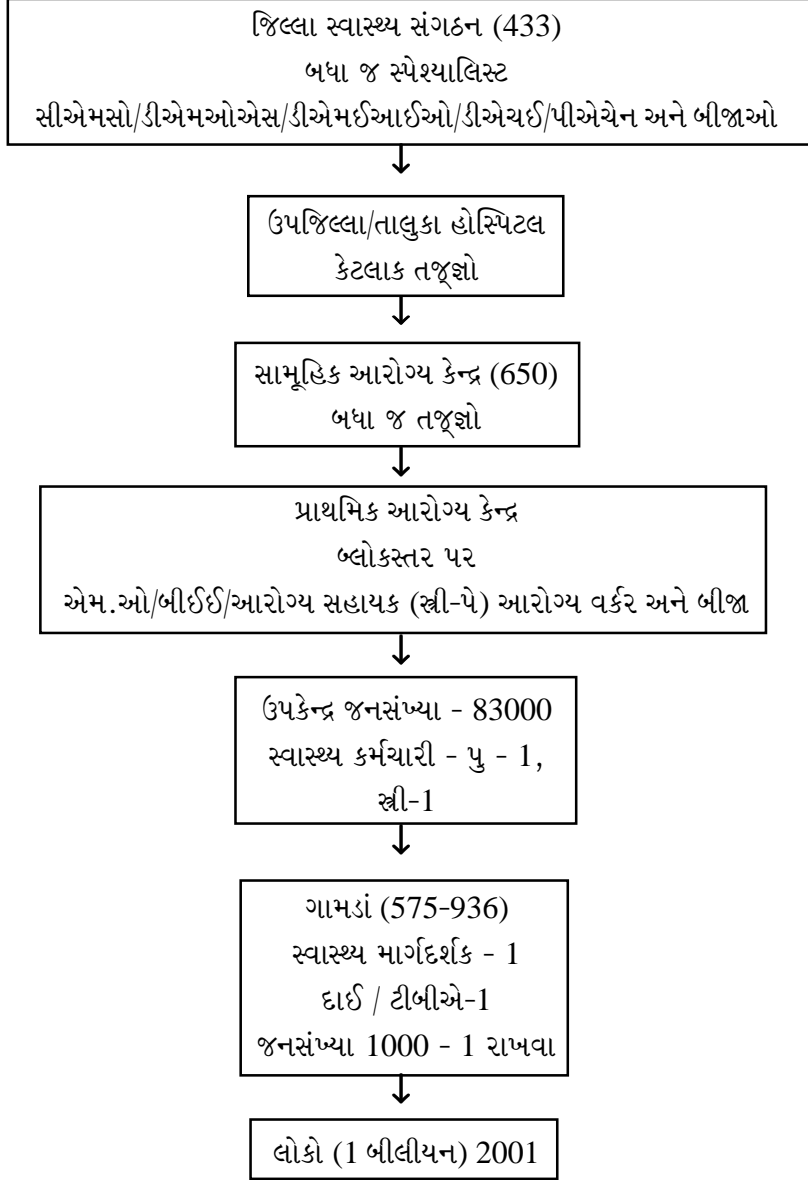 જિલ્લા સ્વાસ્થ્ય સંગઠન (433)
બધા જ સ્પેશ્યાલિસ્ટ
સીએમસો/ડીએમઓએસ/ડીએમઈઆઈઓ/ડીએચઈ/પીએચેન અને બીજાઓ
ઉપજિલ્લા/તાલુકા હોસ્પિટલ
કેટલાક તજ્જ્ઞો
સામૂહિક આરોગ્ય કેન્દ્ર (650)
બધા જ તજ્જ્ઞો
પ્રાથમિક આરોગ્ય કેન્દ્ર
બ્લોકસ્તર પર
એમ.ઓ/બીઈઈ/આરોગ્ય સહાયક (સ્ત્રી-પે) આરોગ્ય વર્કર અને બીજા
ઉપકેન્દ્ર જનસંખ્યા - 83000
સ્વાસ્થ્ય કર્મચારી - પુ - 1,
સ્ત્રી-1
ગામડાં (575-936)
સ્વાસ્થ્ય માર્ગદર્શક - 1
દાઈ / ટીબીએ-1
જનસંખ્યા 1000 - 1 રાખવા
લોકો (1 બીલીયન) 2001